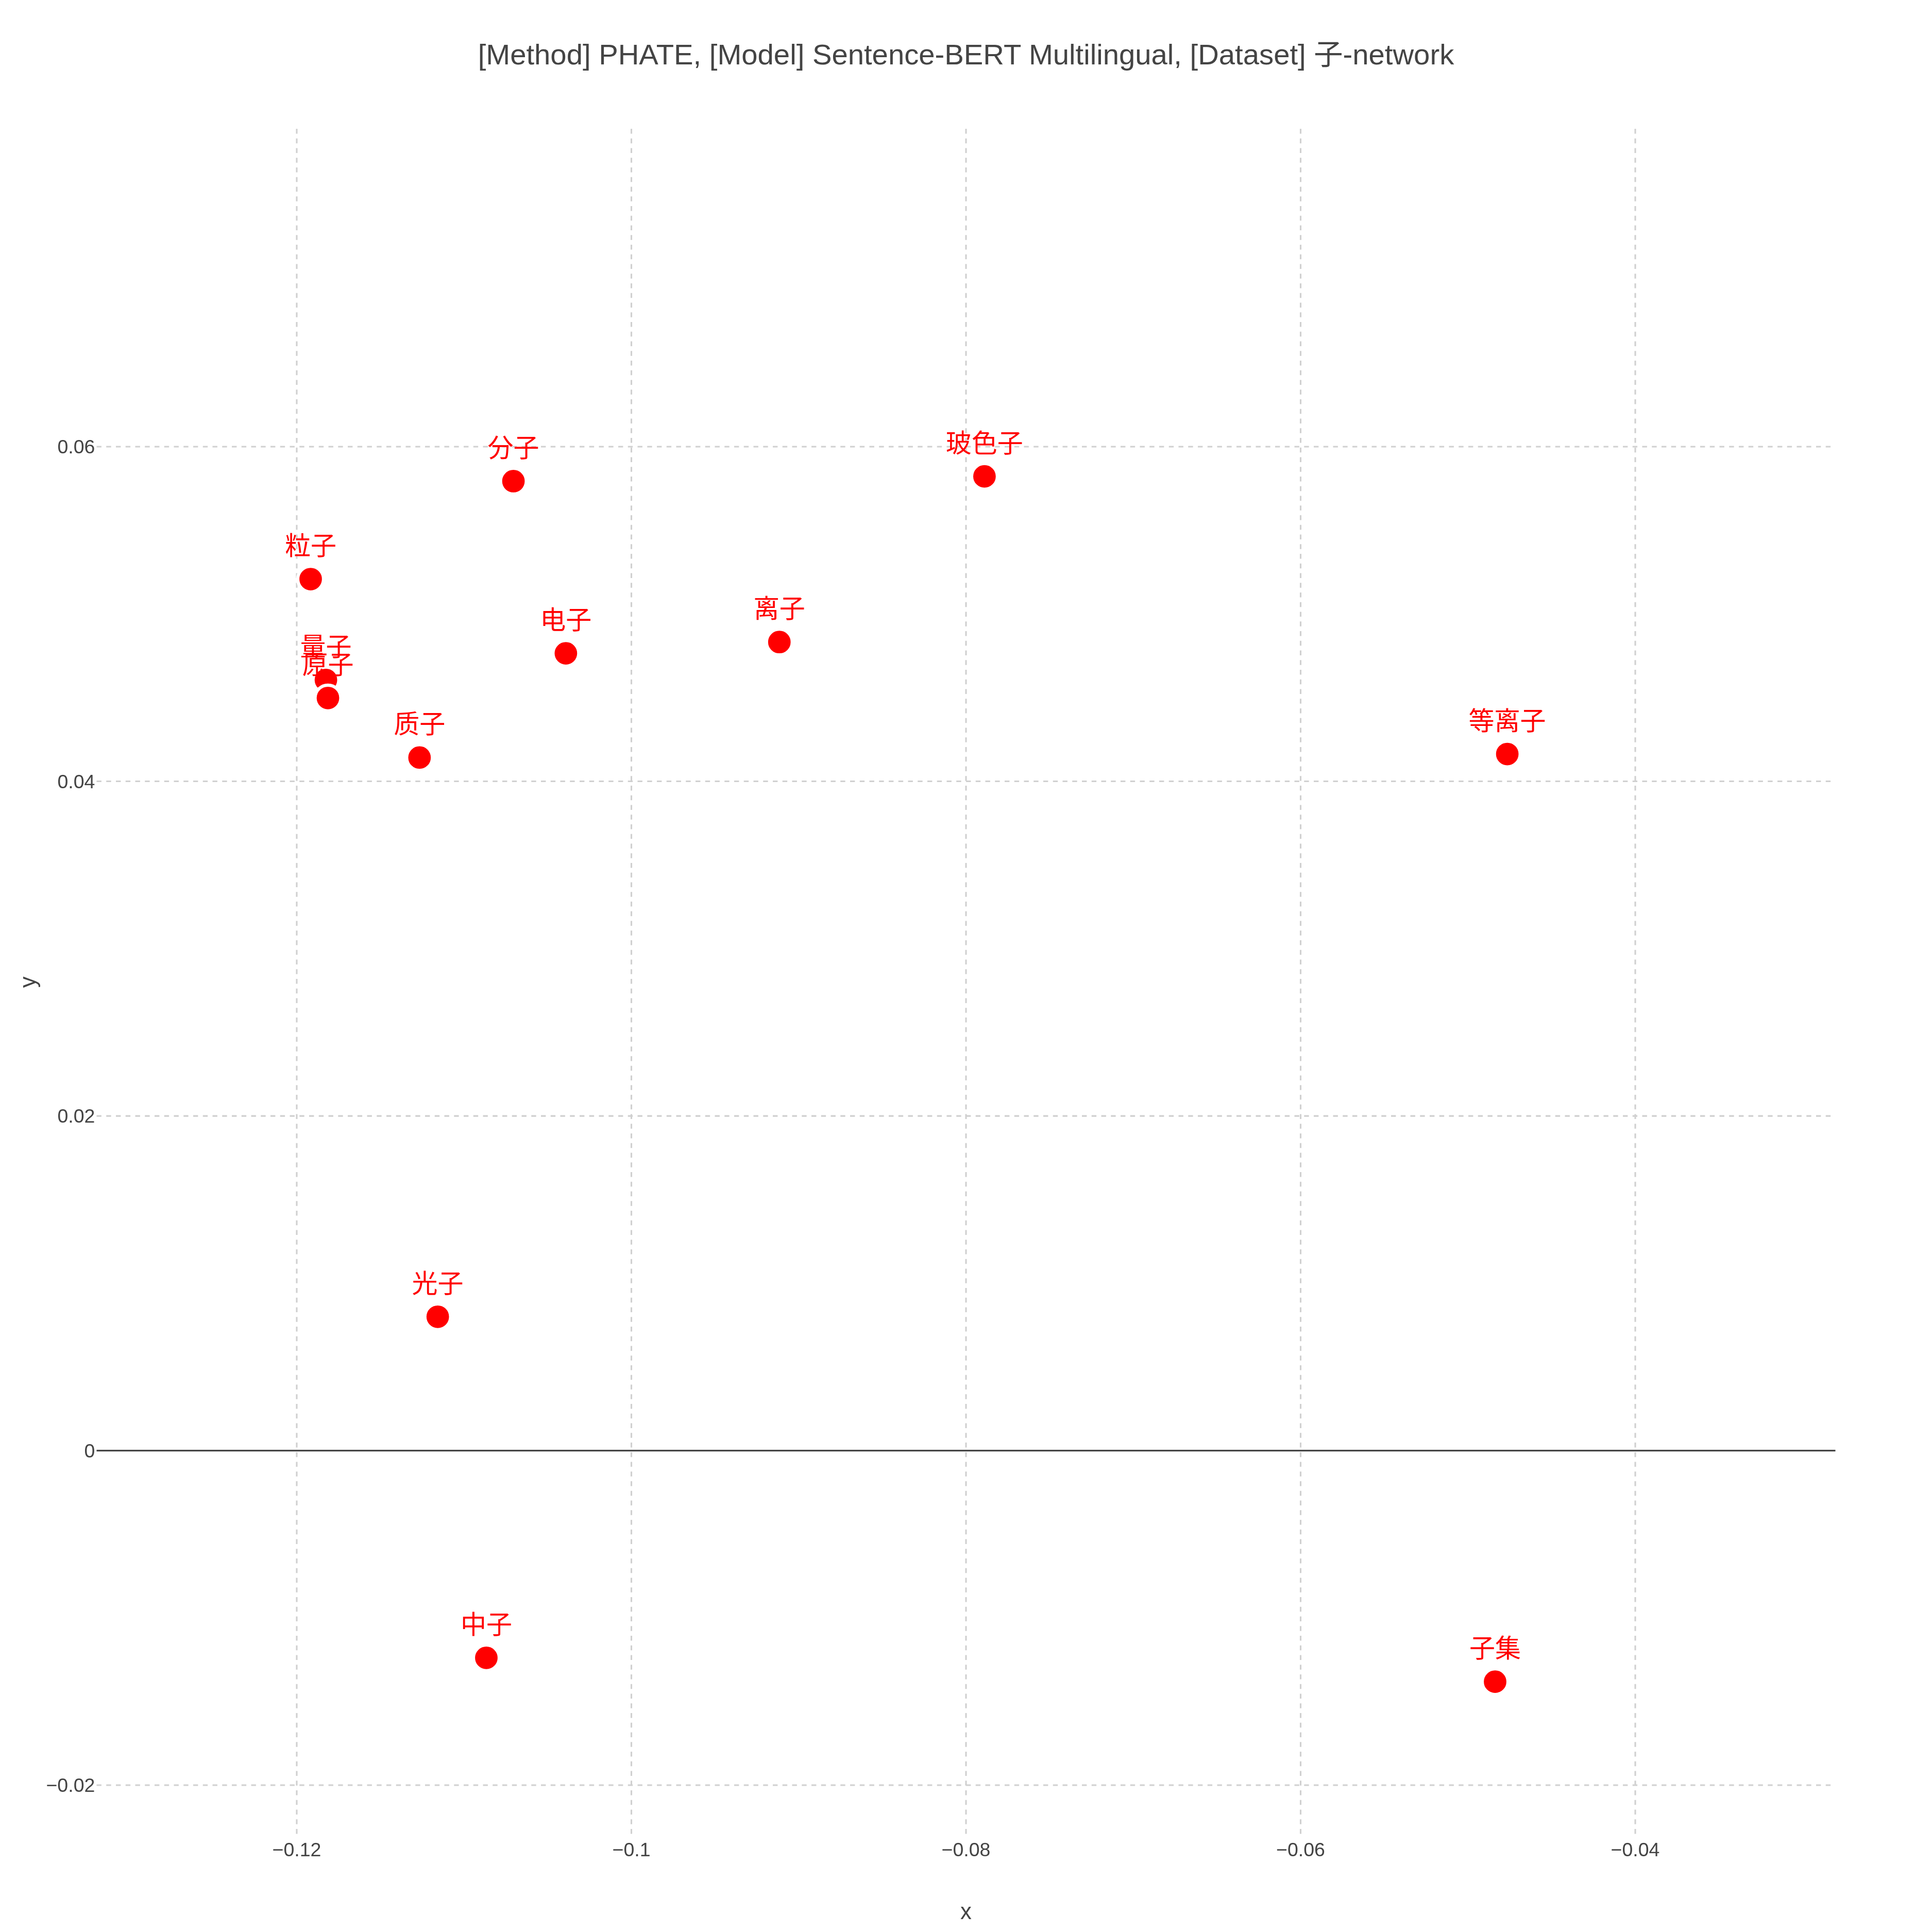 [Method] PHATE, [Model] Sentence-BERT Multilingual, [Dataset] 子-network
0.06
0.04
0.02
0
−0.02
y
分子
玻色子
粒子
电子
离子
量子
原子
质子
等离子
光子
中子
子集
−0.12
−0.1
−0.08
−0.06
−0.04
x